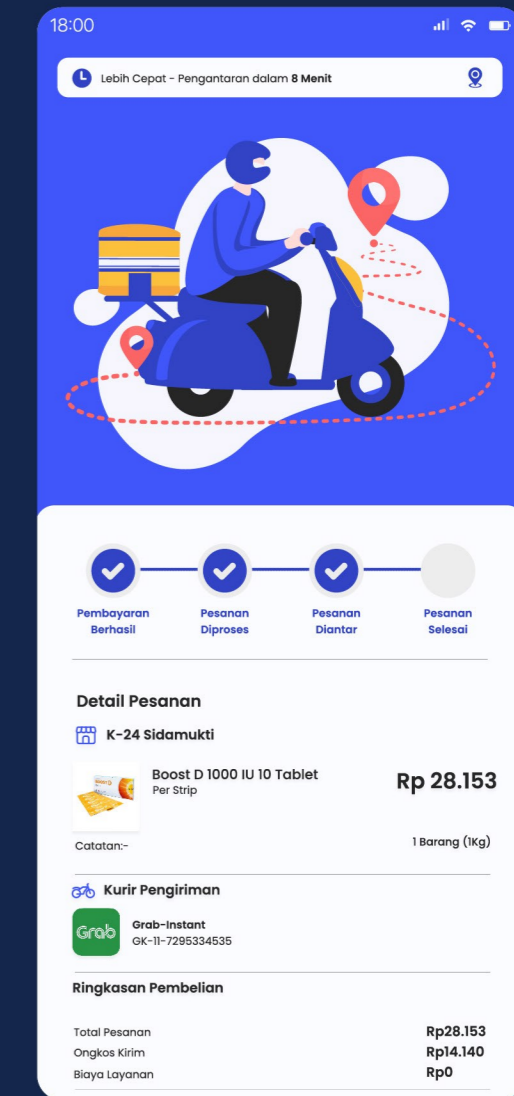 18:00
Lebih Cepat - Pengantaran dalam 8 Menit
Pembayaran Berhasil
Pesanan Diproses
Pesanan Diantar
Pesanan Selesai
Detail Pesanan
K-24 Sidamukti
Boost D 1000 IU 10 Tablet
Per Strip
Rp 28.153
Catatan:-
1 Barang (1Kg)
Kurir Pengiriman
Grab
Grab-Instant
GK-11-7295334535
Ringkasan Pembelian
Total Pesanan Rp28.153
Ongkos Kirim Rp14.140
Biaya Layanan Rp0